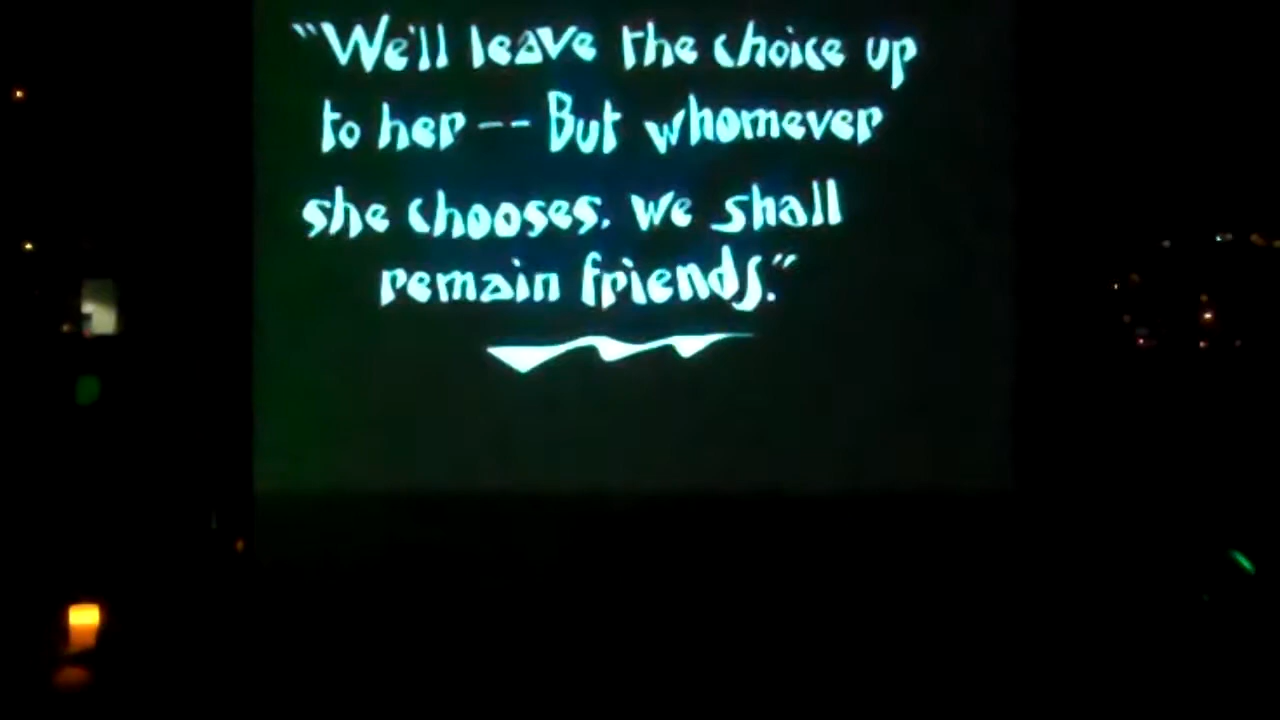 "We'll leave the choice up
to her -- But whomever
she chooses, we shall
remain friends."